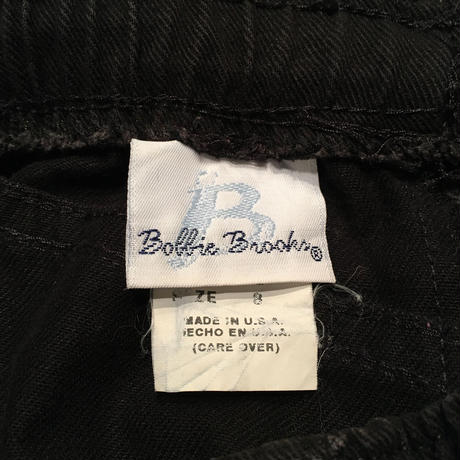 B
Bobbie Brooks®
ZE 8
MADE IN U.S.A.
ECHO EN U.S.A.
(CARE OVER)